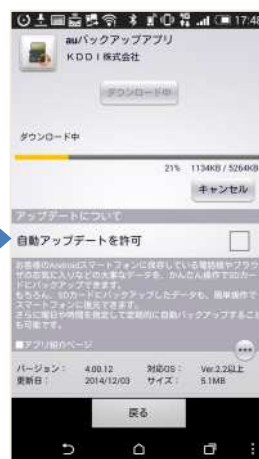 17:48
auバックアップアプリ
KDDI株式会社
ダウンロード中
ダウンロード中
21% 1134KB / 5264KB
キャンセル
アップデートについて
自動アップデートを許可
お客様のAndroidスマートフォンに保存している電話帳やブラウ
ザのお気に入りなどの大事なデータを、かんたん操作でSDカー
ドにバックアップできます。
もちろん、SDカードにバックアップしたデータも、簡単操作で
スマートフォンに復元できます。
さらに曜日や時間を指定して定期的に自動バックアップすること
も可能です。
■アプリ紹介のページ
バージョン： 4.00.12 対応OS： Ver.2.2以上
更新日： 2014/12/03 サイズ： 5.1MB
戻る